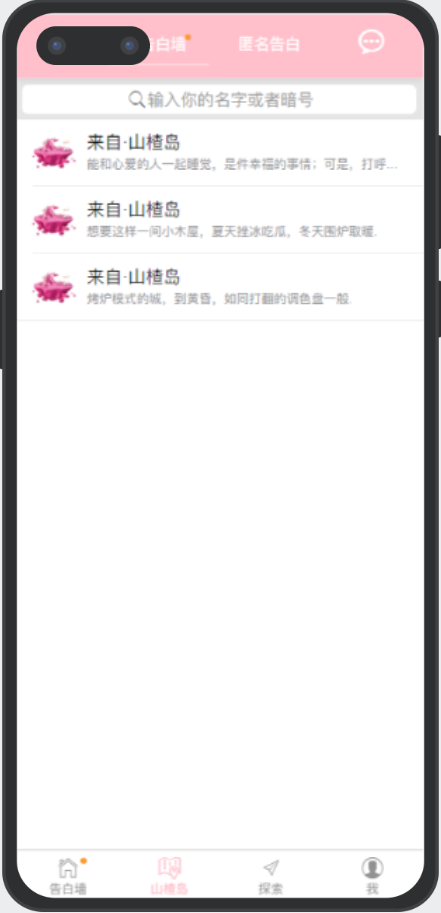 白墙
匿名告白
输入你的名字或者暗号
来自·山楂岛
能和心爱的人一起睡觉，是件幸福的事情；可是，打呼...
来自·山楂岛
想要这样一间小木屋，夏天挫冰吃瓜，冬天围炉取暖.
来自·山楂岛
烤炉模式的城，到黄昏，如同打翻的调色盘一般.
告白墙
山楂岛
探索
我